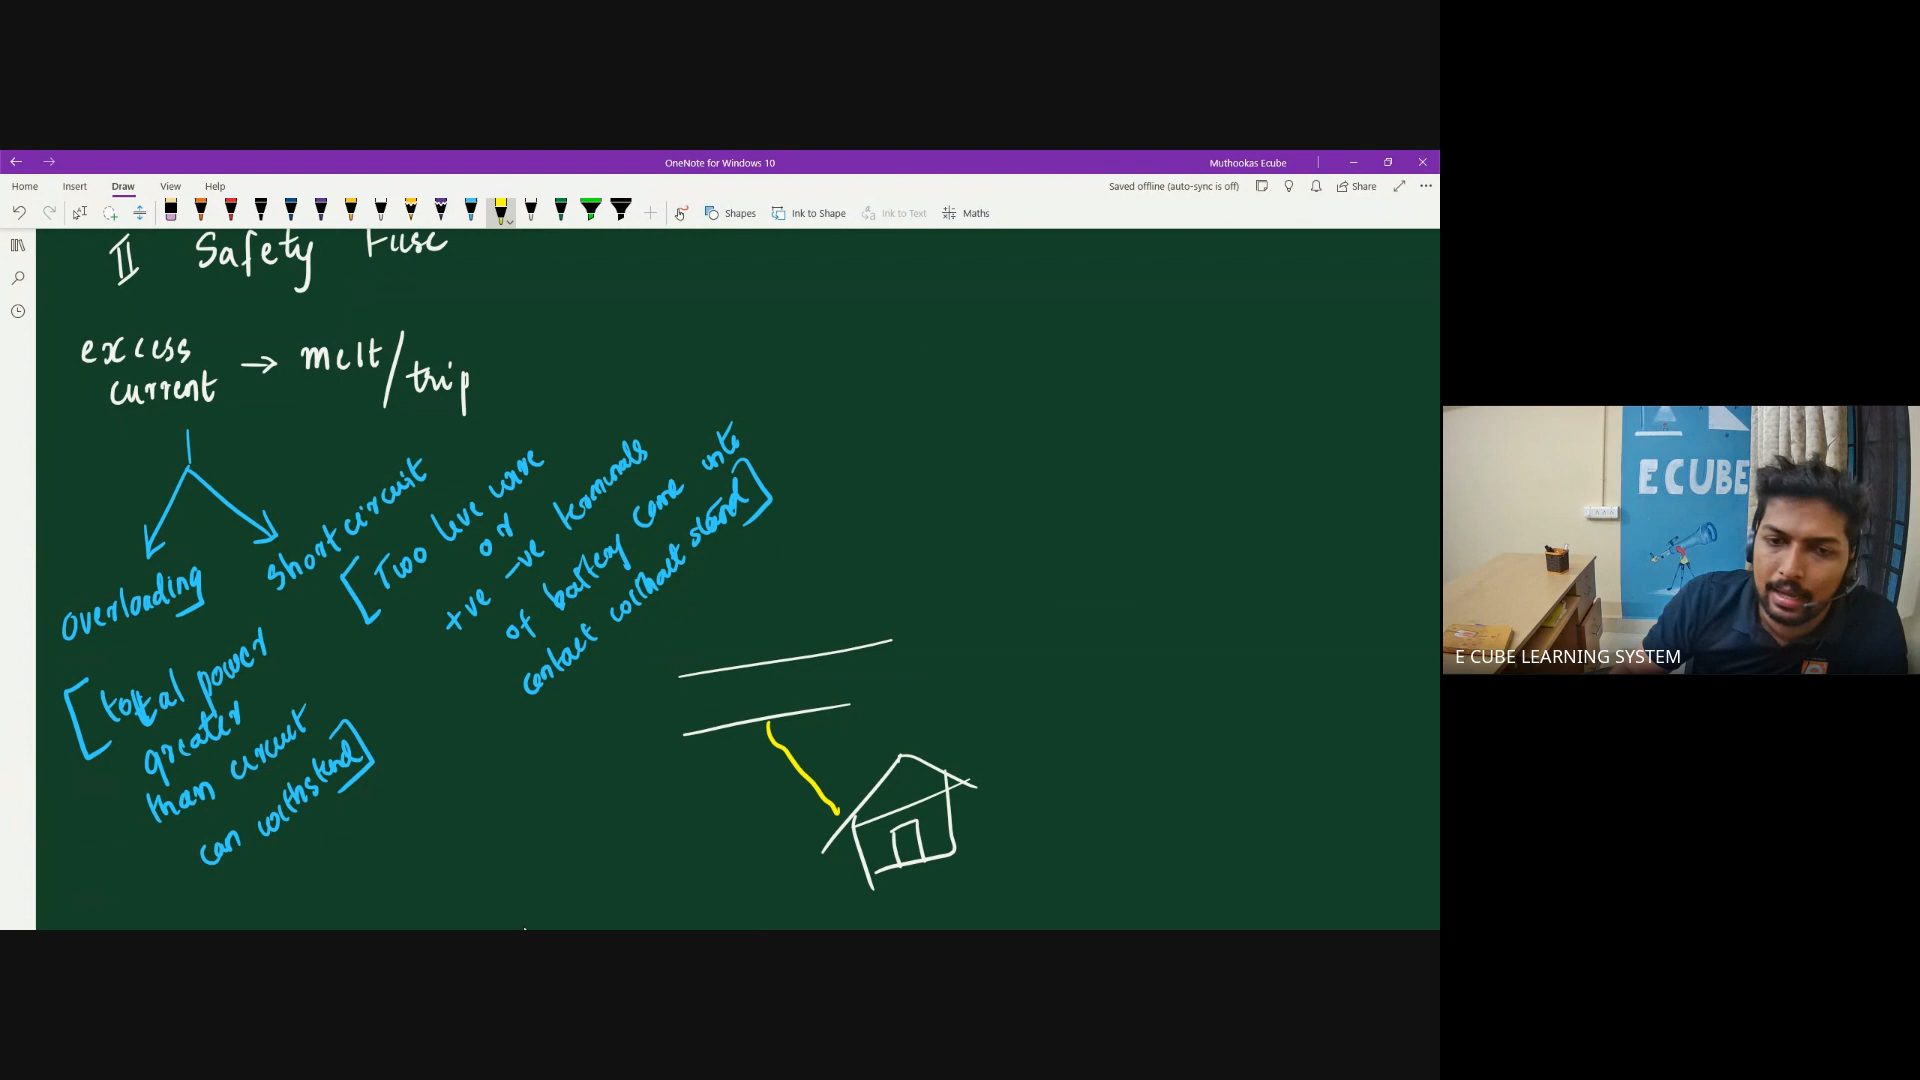 OneNote for Windows 10
Muthookas Ecube
Home Insert Draw View Help
Saved offline (auto-sync is off)
Share
Shapes
Ink to Shape
Ink to Text
Maths
II Safety Fuse
excess
current → melt/trip
Overloading
Short circuit
[total power
greater
than circuit
can withstand]
[Two live wire
or
+ve -ve terminals
of battery come into
contact without stand]
E CUBE
E CUBE LEARNING SYSTEM